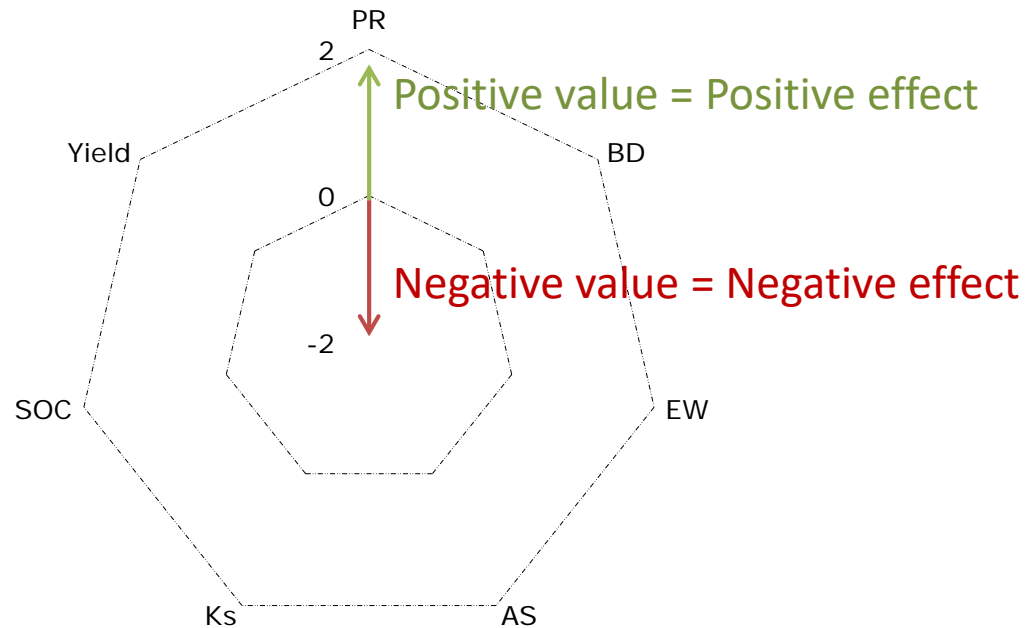 PR
2
Positive value = Positive effect
Yield
BD
0
Negative value = Negative effect
-2
SOC
EW
Ks
AS